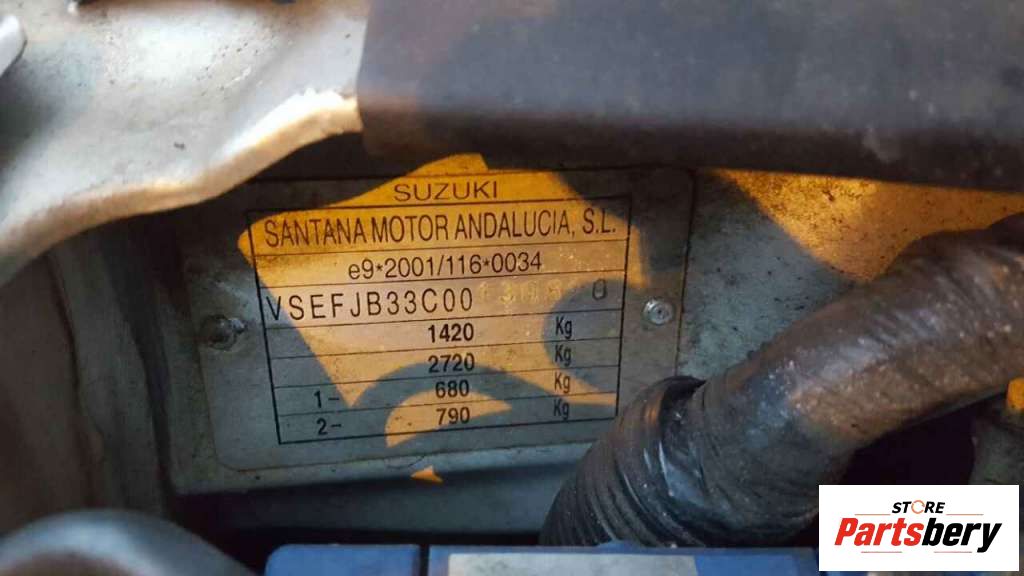 SUZUKI
SANTANA MOTOR ANDALUCIA, S.L.
e9*2001/116*0034
1420 Kg
2720 Kg
1- 680 Kg
2- 790 Kg
STORE
Partsbery